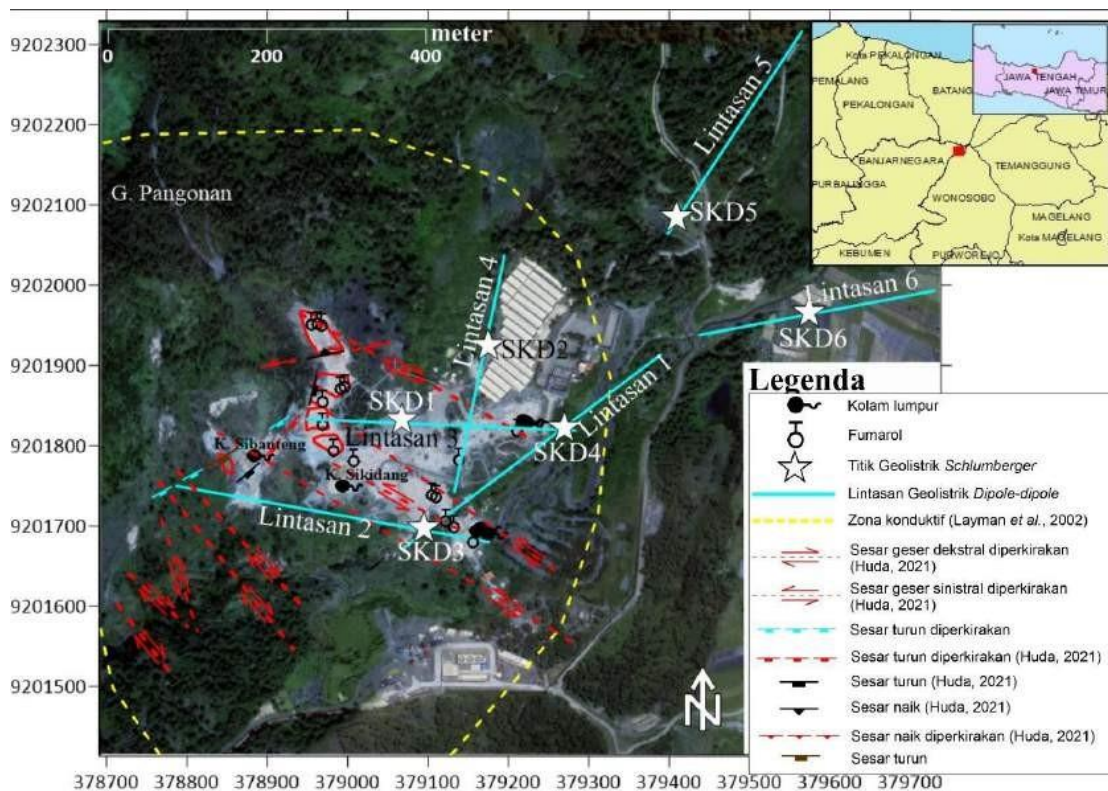 9202300
9202200
9202100
9202000
9201900
9201800
9201700
9201600
9201500
meter
0 200 400
G. Pangonan
Lintasan 5
SKD5
Lintasan 4
SKD2
Lintasan 6
SKD6
Lintasan 1
SKD1
Lintasan 3
SKD4
K. Sibanteng
K. Sikidang
Lintasan 2
SKD3
N
Kota PEKALONGAN
PEMALANG
BATANG
PEKALONGAN
BANJARNEGARA
TEMANGGUNG
PURBALINGGA
WONOSOBO
MAGELANG
Kota MAGELANG
KEBUMEN
PURWOREJO
JAWA TENGAH
JAWA TIMUR
Legenda
Kolam lumpur
Fumarol
Titik Geolistrik Schlumberger
Lintasan Geolistrik Dipole-dipole
Zona konduktif (Layman et al., 2002)
Sesar geser dekstral diperkirakan
(Huda, 2021)
Sesar geser sinistral diperkirakan
(Huda, 2021)
Sesar turun diperkirakan
Sesar turun diperkirakan (Huda, 2021)
Sesar turun (Huda, 2021)
Sesar naik (Huda, 2021)
Sesar naik diperkirakan (Huda, 2021)
Sesar turun
378700 378800 378900 379000 379100 379200 379300 379400 379500 379600 379700